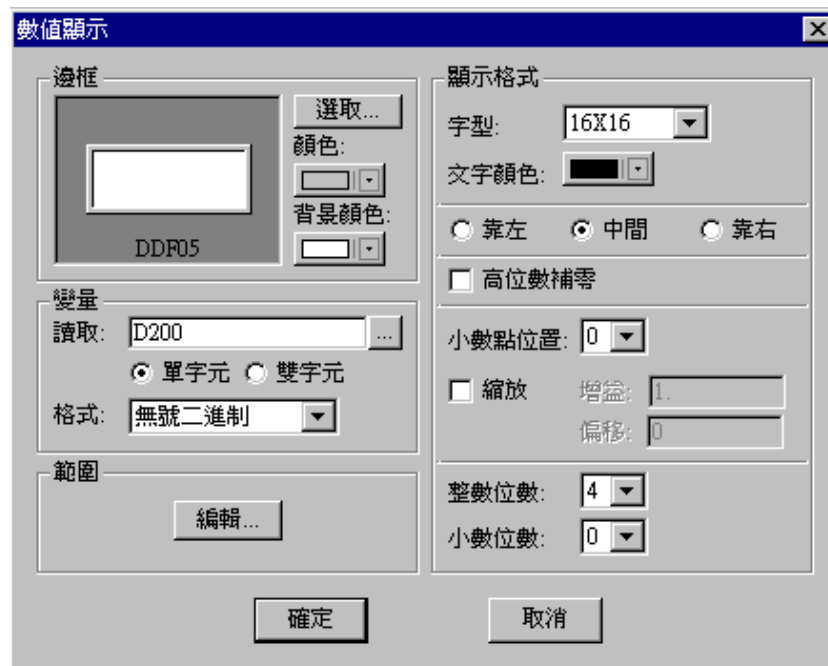 數值顯示
邊框
選取...
顏色:
背景顏色:
DDF05
變量
讀取: D200 ...
單字元 雙字元
格式: 無號二進制
範圍
編輯...
顯示格式
字型: 16X16
文字顏色:
靠左 中間 靠右
高位數補零
小數點位置: 0
縮放 增益: 1.
偏移: 0
整數位數: 4
小數位數: 0
確定 取消